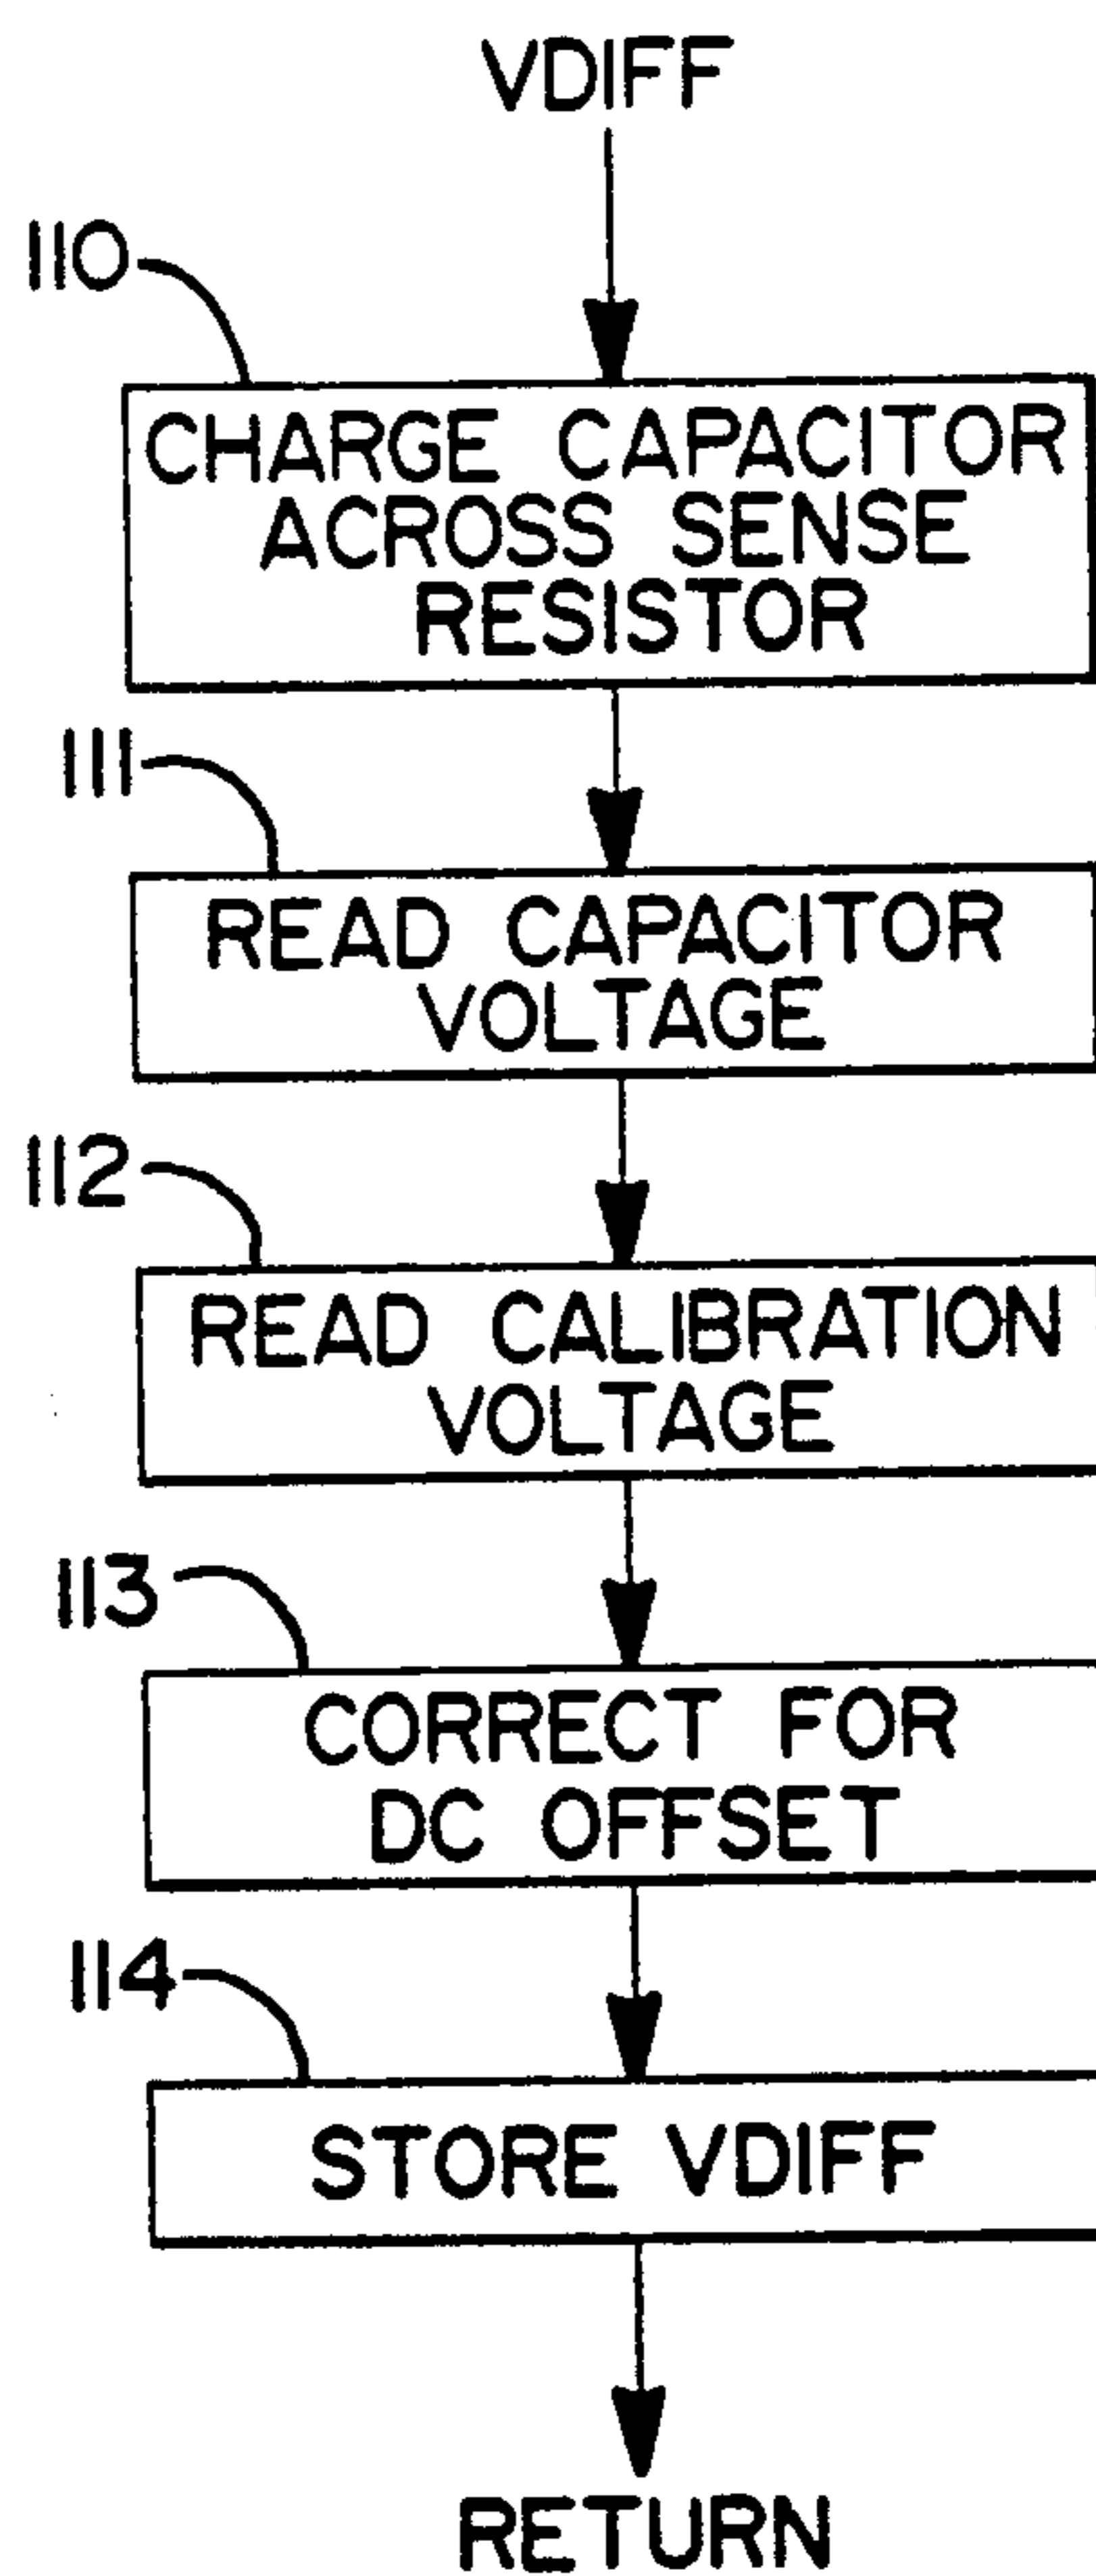 VDIFF
110
CHARGE CAPACITOR
ACROSS SENSE
RESISTOR
111
READ CAPACITOR
VOLTAGE
112
READ CALIBRATION
VOLTAGE
113
CORRECT FOR
DC OFFSET
114
STORE VDIFF
RETURN